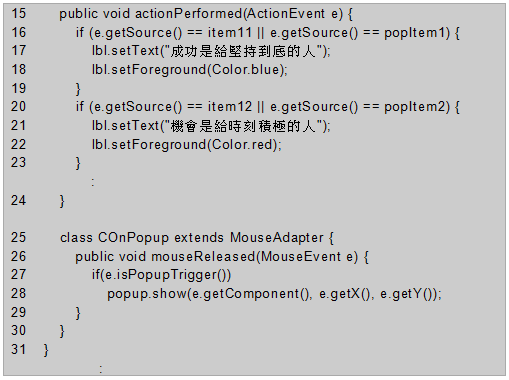 15 public void actionPerformed(ActionEvent e) {
16 if (e.getSource() == item11 || e.getSource() == popItem1) {
17 lbl.setText("成功是給堅持到底的人");
18 lbl.setForeground(Color.blue);
19 }
20 if (e.getSource() == item12 || e.getSource() == popItem2) {
21 lbl.setText("機會是給時刻積極的人");
22 lbl.setForeground(Color.red);
23 }
:
24 }
25 class COnPopup extends MouseAdapter {
26 public void mouseReleased(MouseEvent e) {
27 if(e.isPopupTrigger())
28 popup.show(e.getComponent(), e.getX(), e.getY());
29 }
30 }
31 }
: